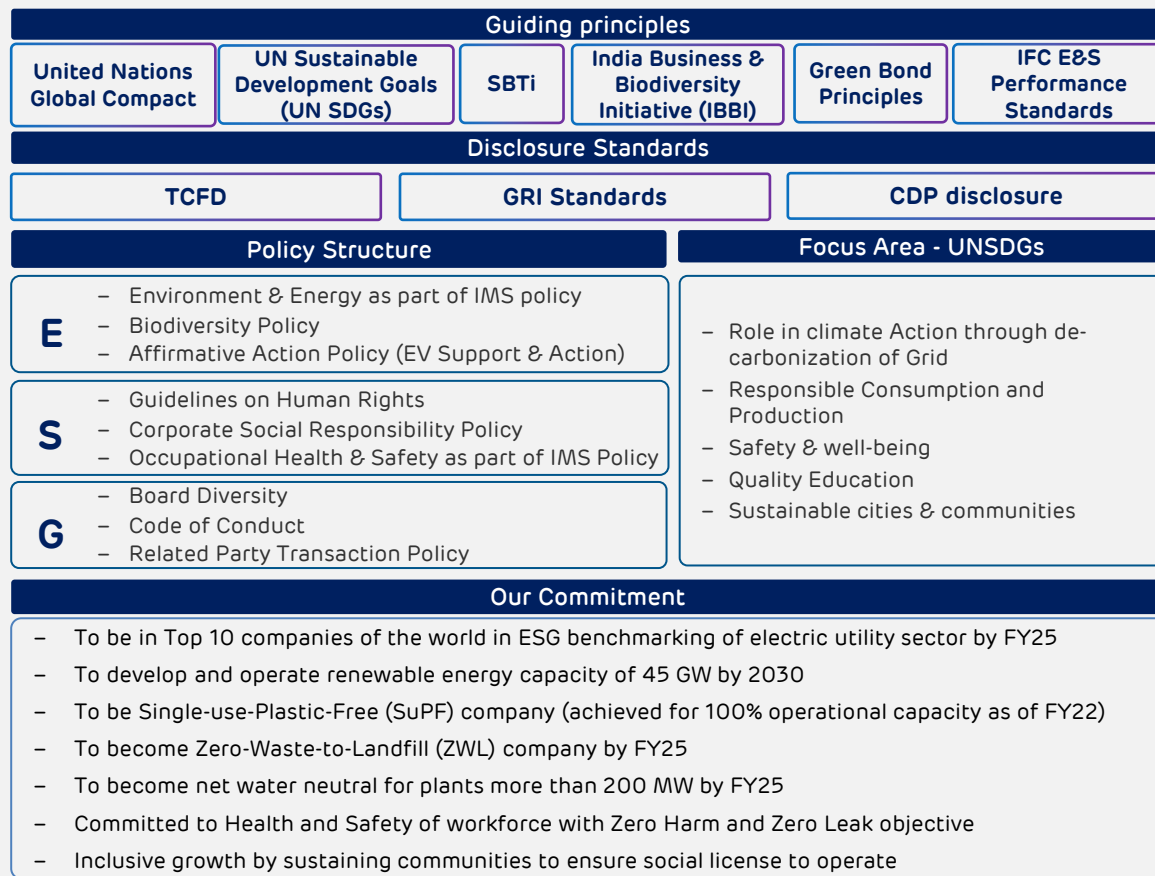 Guiding principles
United Nations
Global Compact
UN Sustainable
Development Goals
(UN SDGs)
SBTi
India Business &
Biodiversity
Initiative (IBBI)
Green Bond
Principles
IFC E&S
Performance
Standards
Disclosure Standards
TCFD
GRI Standards
CDP disclosure
Policy Structure
E
– Environment & Energy as part of IMS policy
– Biodiversity Policy
– Affirmative Action Policy (EV Support & Action)
S
– Guidelines on Human Rights
– Corporate Social Responsibility Policy
– Occupational Health & Safety as part of IMS Policy
G
– Board Diversity
– Code of Conduct
– Related Party Transaction Policy
Focus Area - UNSDGs
– Role in climate Action through de-
carbonization of Grid
– Responsible Consumption and
Production
– Safety & well-being
– Quality Education
– Sustainable cities & communities
Our Commitment
– To be in Top 10 companies of the world in ESG benchmarking of electric utility sector by FY25
– To develop and operate renewable energy capacity of 45 GW by 2030
– To be Single-use-Plastic-Free (SuPF) company (achieved for 100% operational capacity as of FY22)
– To become Zero-Waste-to-Landfill (ZWL) company by FY25
– To become net water neutral for plants more than 200 MW by FY25
– Committed to Health and Safety of workforce with Zero Harm and Zero Leak objective
– Inclusive growth by sustaining communities to ensure social license to operate